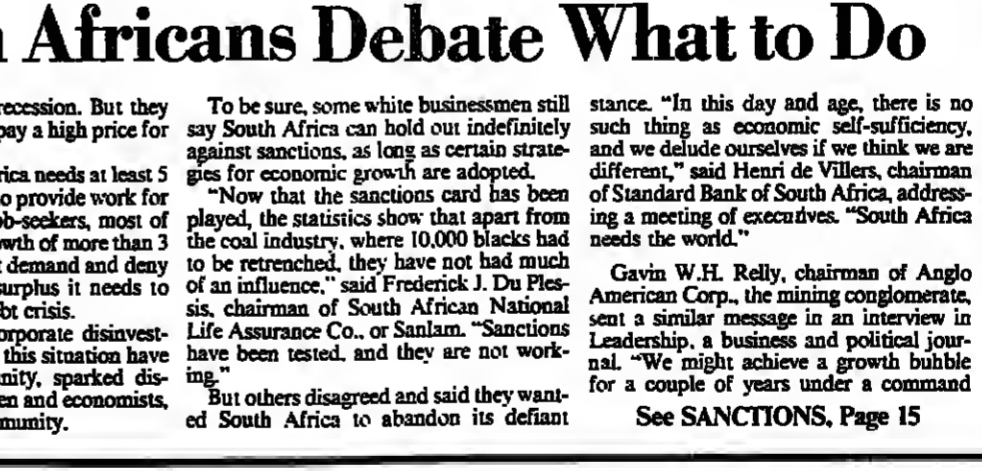 Africans Debate What to Do
recession. But they
pay a high price for
rica needs at least 5
o provide work for
ob-seekers, most of
wth of more than 3
demand and deny
surplus it needs to
bt crisis.
orporate disinvest-
this situation have
nity, sparked dis-
en and economists,
munity.
To be sure, some white businessmen still
say South Africa can hold out indefinitely
against sanctions, as long as certain strate-
gies for economic growth are adopted.
"Now that the sanctions card has been
played, the statistics show that apart from
the coal industry, where 10,000 blacks had
to be retrenched, they have not had much
of an influence," said Frederick J. Du Ples-
sis, chairman of South African National
Life Assurance Co., or Sanlam. "Sanctions
have been tested, and they are not work-
ing."
But others disagreed and said they want-
ed South Africa to abandon its defiant
stance. "In this day and age, there is no
such thing as economic self-sufficiency,
and we delude ourselves if we think we are
different," said Henri de Villers, chairman
of Standard Bank of South Africa, address-
ing a meeting of executives. "South Africa
needs the world."
Gavin W.H. Relly, chairman of Anglo
American Corp., the mining conglomerate,
sent a similar message in an interview in
Leadership, a business and political jour-
nal. "We might achieve a growth bubble
for a couple of years under a command
See SANCTIONS, Page 15